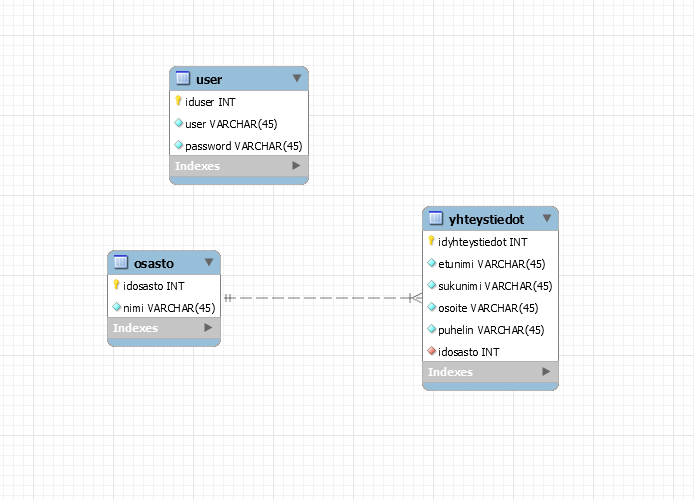 user
iduser INT
user VARCHAR(45)
password VARCHAR(45)
Indexes
yhteystiedot
idyhteystiedot INT
etunimi VARCHAR(45)
sukunimi VARCHAR(45)
osoite VARCHAR(45)
puhelin VARCHAR(45)
idosasto INT
Indexes
osasto
idosasto INT
nimi VARCHAR(45)
Indexes